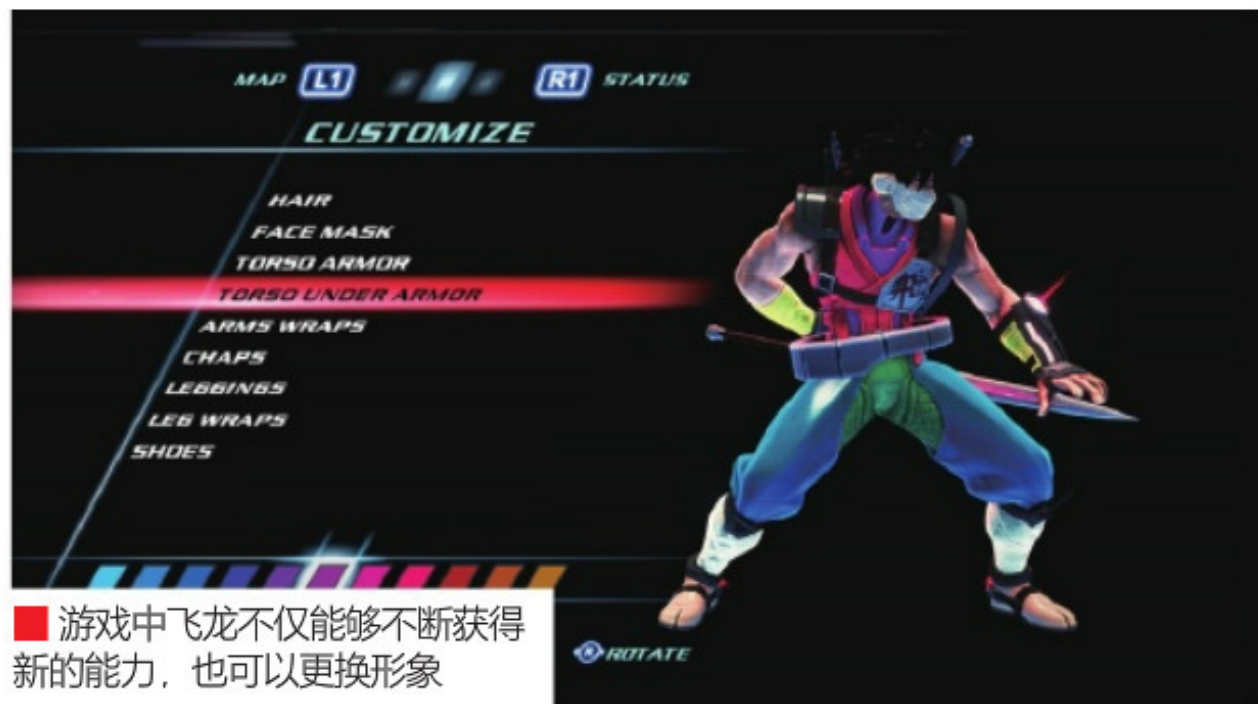 MAP L1 R1 STATUS
CUSTOMIZE
HAIR
FACE MASK
TORSO ARMOR
TORSO UNDER ARMOR
ARMS WRAPS
CHAPS
LEGGINGS
LEG WRAPS
SHOES
R ROTATE
■ 游戏中飞龙不仅能够不断获得
新的能力，也可以更换形象